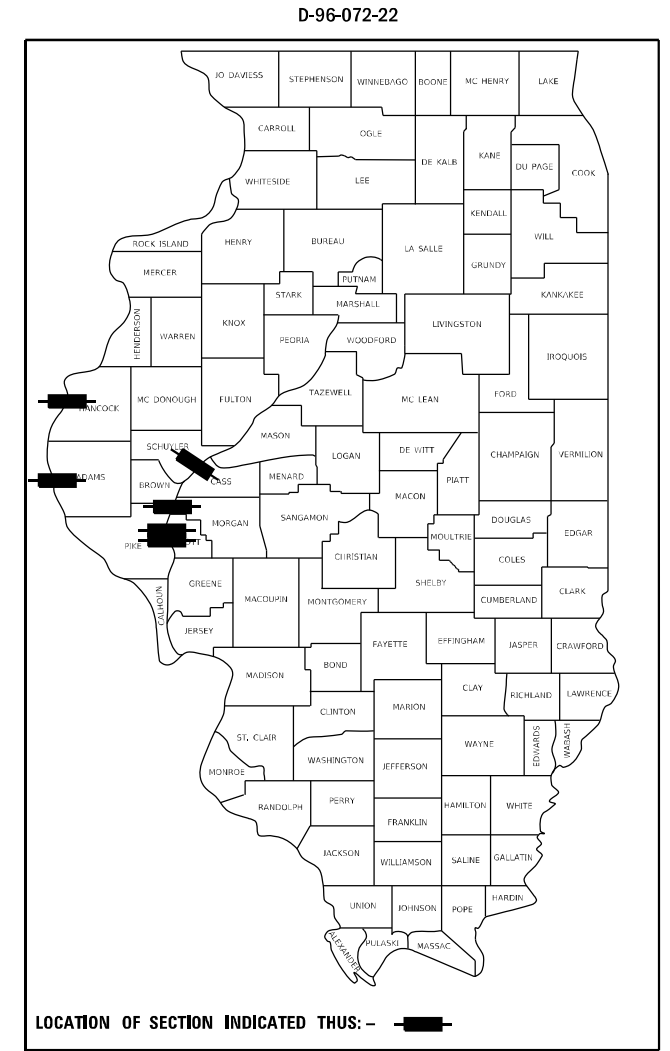 D-96-072-22
JO DAVIESS
STEPHENSON
WINNEBAGO
BOONE
MC HENRY
LAKE
CARROLL
OGLE
DE KALB
KANE
DU PAGE
COOK
WHITESIDE
LEE
KENDALL
WILL
ROCK ISLAND
HENRY
BUREAU
LA SALLE
GRUNDY
MERCER
PUTNAM
STARK
MARSHALL
KANKAKEE
HENDERSON
WARREN
KNOX
PEORIA
WOODFORD
LIVINGSTON
IROQUOIS
HANCOCK
MC DONOUGH
FULTON
TAZEWELL
MC LEAN
FORD
SCHUYLER
MASON
LOGAN
DE WITT
CHAMPAIGN
VERMILION
ADAMS
BROWN
CASS
MENARD
PIATT
MACON
MORGAN
SANGAMON
DOUGLAS
MOULTRIE
EDGAR
PIKE
CHRISTIAN
COLES
CALHOUN
GREENE
MACOUPIN
MONTGOMERY
SHELBY
CUMBERLAND
CLARK
JERSEY
FAYETTE
EFFINGHAM
JASPER
CRAWFORD
MADISON
BOND
CLAY
RICHLAND
LAWRENCE
CLINTON
MARION
ST. CLAIR
WAYNE
EDWARDS
WABASH
WASHINGTON
JEFFERSON
MONROE
RANDOLPH
PERRY
HAMILTON
WHITE
FRANKLIN
JACKSON
WILLIAMSON
SALINE
GALLATIN
UNION
JOHNSON
POPE
HARDIN
ALEXANDER
PULASKI
MASSAC
LOCATION OF SECTION INDICATED THUS: –